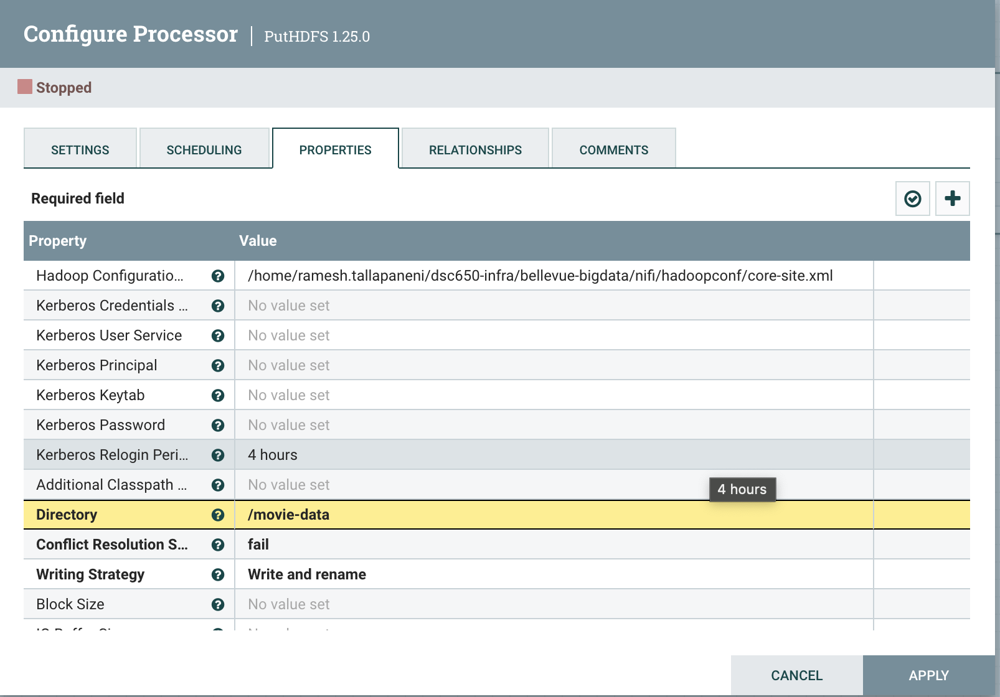 Configure Processor | PutHDFS 1.25.0
Stopped
SETTINGS SCHEDULING PROPERTIES RELATIONSHIPS COMMENTS
Required field
Property Value
Hadoop Configuratio... ? /home/ramesh.tallapaneni/dsc650-infra/bellevue-bigdata/nifi/hadoopconf/core-site.xml
Kerberos Credentials ... ? No value set
Kerberos User Service ? No value set
Kerberos Principal ? No value set
Kerberos Keytab ? No value set
Kerberos Password ? No value set
Kerberos Relogin Peri... ? 4 hours
Additional Classpath ... ? No value set
4 hours
Directory ? /movie-data
Conflict Resolution S... ? fail
Writing Strategy ? Write and rename
Block Size ? No value set
CANCEL APPLY